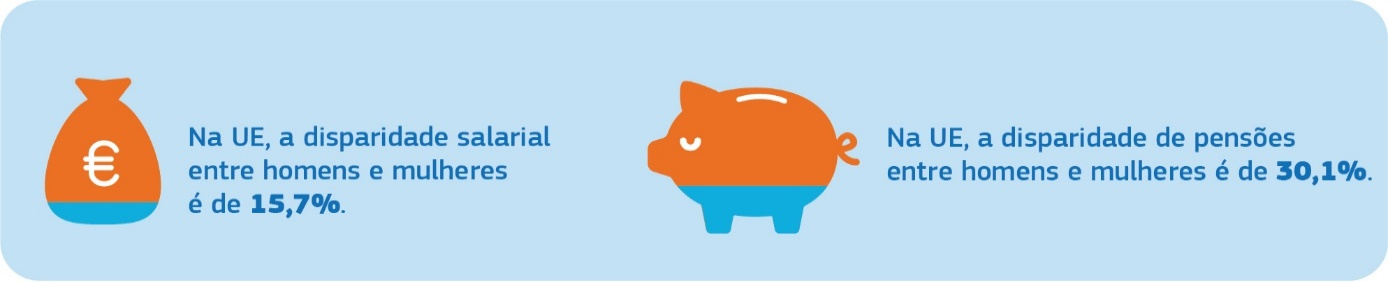 €
Na UE, a disparidade salarial
entre homens e mulheres
é de 15,7%.
Na UE, a disparidade de pensões
entre homens e mulheres é de 30,1%.